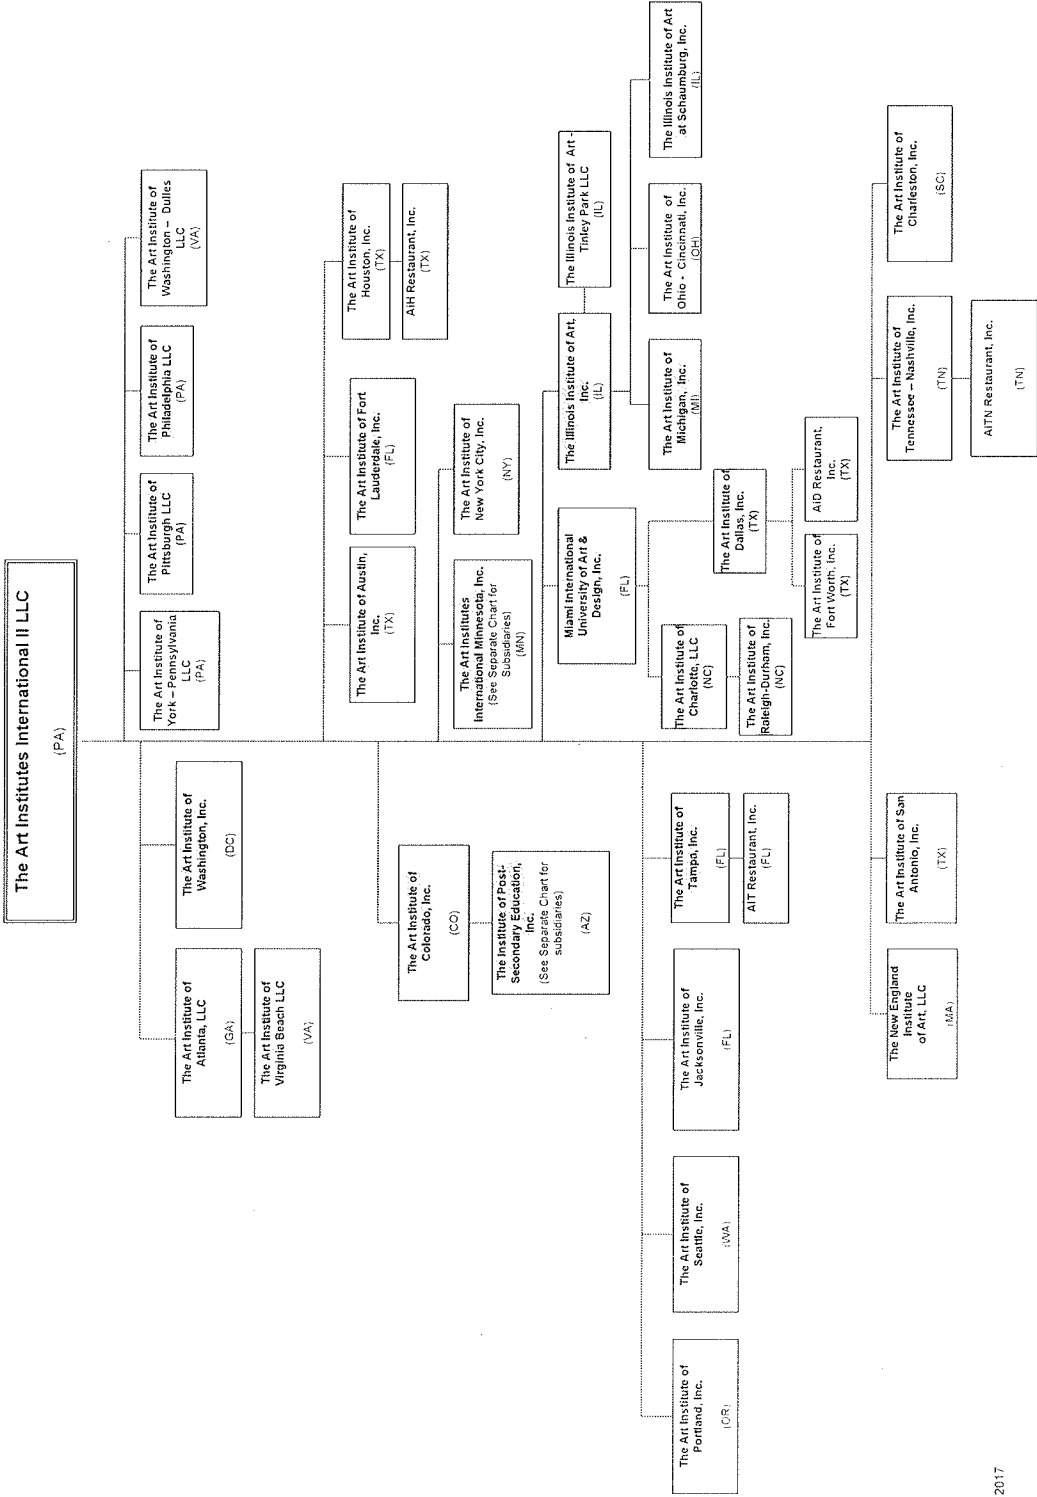 The Art Institutes International II LLC
(PA)
The Art Institute of
York – Pennsylvania
LLC
(PA)
The Art Institute of
Pittsburgh LLC
(PA)
The Art Institute of
Philadelphia LLC
(PA)
The Art Institute of
Washington – Dulles
LLC
(VA)
The Art Institute of
Atlanta, LLC
(GA)
The Art Institute of
Virginia Beach LLC
(VA)
The Art Institute of
Washington, Inc.
(DC)
The Art Institute of Austin,
Inc.
(TX)
The Art Institute of Fort
Lauderdale, Inc.
(FL)
The Art Institute of
Houston, Inc.
(TX)
AiH Restaurant, Inc.
(TX)
The Art Institute of
Colorado, Inc.
(CO)
The Institute of Post-
Secondary Education,
Inc.
(See Separate Chart for
subsidiaries)
(AZ)
The Art Institutes
International Minnesota, Inc.
(See Separate Chart for
Subsidiaries)
(MN)
The Art Institute of
New York City, Inc.
(NY)
Miami International
University of Art &
Design, Inc.
(FL)
The Art Institute of
Charlotte, LLC
(NC)
The Art Institute of
Raleigh-Durham, Inc.
(NC)
The Art Institute of
Dallas, Inc.
(TX)
The Art Institute of
Fort Worth, Inc.
(TX)
AiD Restaurant,
Inc.
(TX)
The Illinois Institute of Art,
Inc.
(IL)
The Illinois Institute of Art -
Tinley Park LLC
(IL)
The Art Institute of
Michigan, Inc.
(MI)
The Art Institute of
Ohio - Cincinnati, Inc.
(OH)
The Illinois Institute of Art
at Schaumburg, Inc.
(IL)
The Art Institute of
Portland, Inc.
(OR)
The Art Institute of
Seattle, Inc.
(WA)
The Art Institute of
Jacksonville, Inc.
(FL)
The Art Institute of
Tampa, Inc.
(FL)
AIT Restaurant, Inc.
(FL)
The New England
Institute
of Art, LLC
(MA)
The Art Institute of San
Antonio, Inc.
(TX)
The Art Institute of
Tennessee – Nashville, Inc.
(TN)
AITN Restaurant, Inc.
(TN)
The Art Institute of
Charleston, Inc.
(SC)
2017